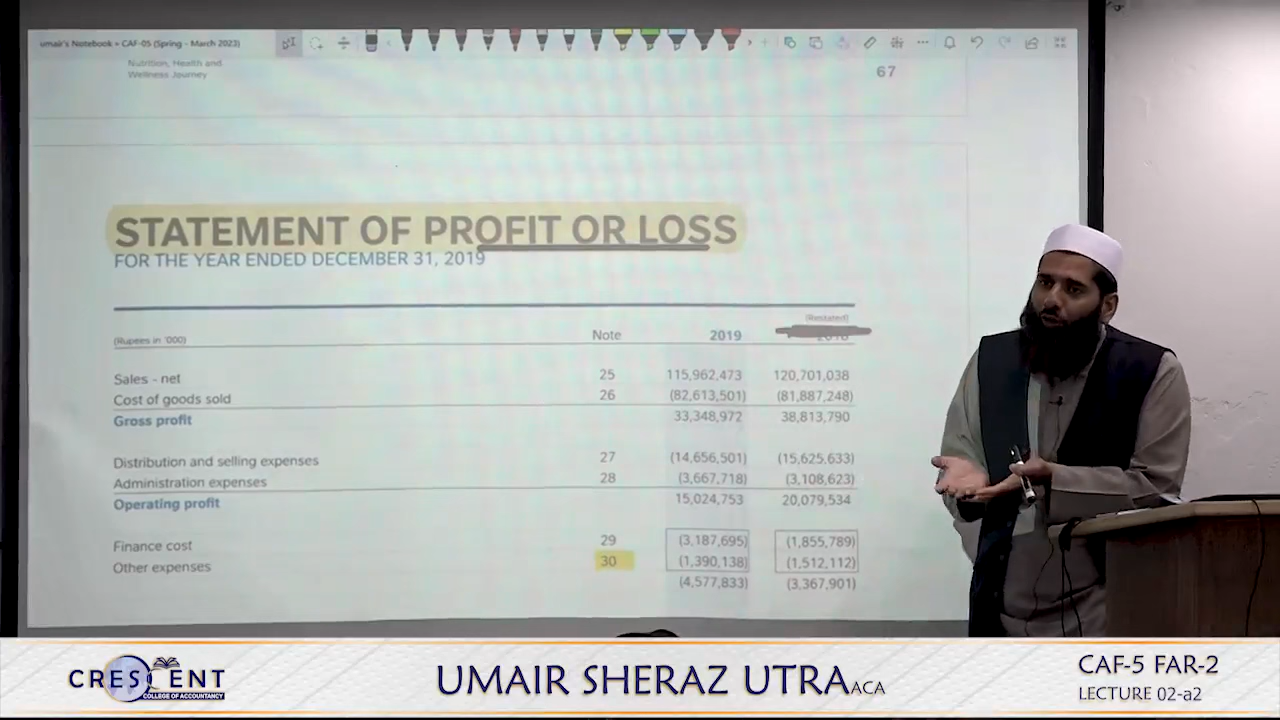 umair's Notebook » CAF-05 (Spring - March 2023)
Nutrition, Health and
Wellness Journey
67
STATEMENT OF PROFIT OR LOSS
FOR THE YEAR ENDED DECEMBER 31, 2019
(Restated)
(Rupees in '000) Note 2019 2018
Sales - net 25 115,962,473 120,701,038
Cost of goods sold 26 (82,613,501) (81,887,248)
Gross profit 33,348,972 38,813,790
Distribution and selling expenses 27 (14,656,501) (15,625,633)
Administration expenses 28 (3,667,718) (3,108,623)
Operating profit 15,024,753 20,079,534
Finance cost 29 (3,187,695) (1,855,789)
Other expenses 30 (1,390,138) (1,512,112)
(4,577,833) (3,367,901)
CRESCENT
COLLEGE OF ACCOUNTANCY
UMAIR SHERAZ UTRA ACA
CAF-5 FAR-2
LECTURE 02-a2